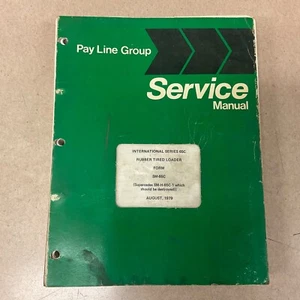 Pay Line Group
Service
Manual
INTERNATIONAL SERIES 65C
RUBBER TIRED LOADER
FORM
SM-65C
(Supersedes SM-H-65C, 1 which
should be destroyed)
AUGUST, 1978